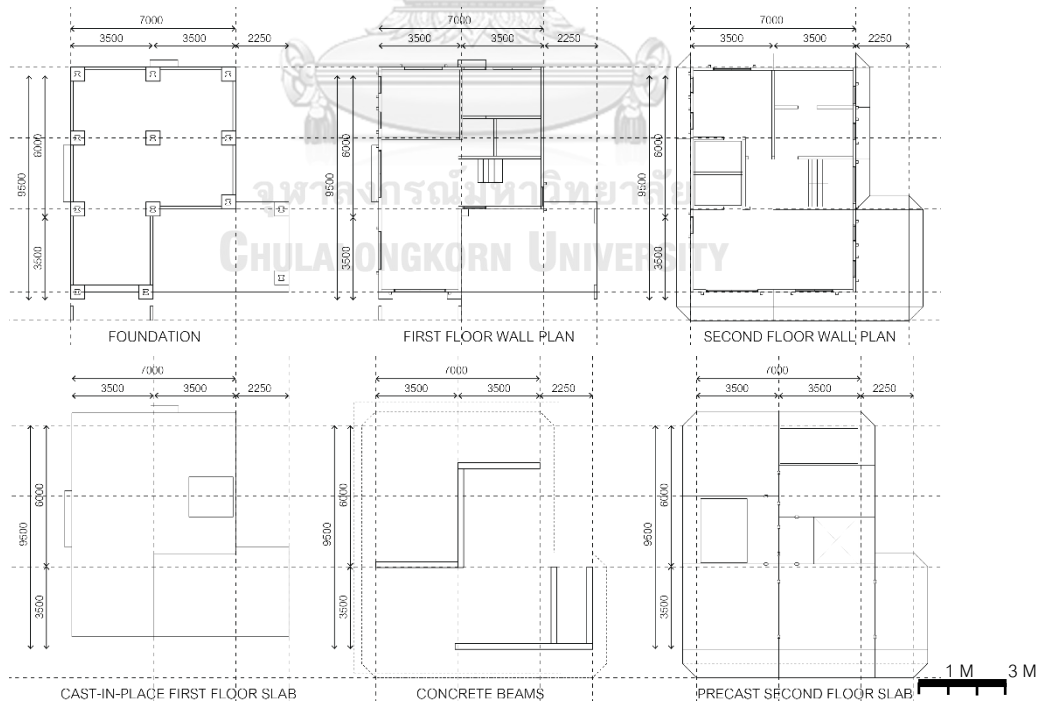 7000 7000 7000
3500 3500 2250 3500 3500 2250 3500 3500 2250
6000 9500 3500 6000 9500 3500 6000 9500 3500
จุฬาลงกรณ์มหาวิทยาลัย
CHULALONGKORN UNIVERSITY
FOUNDATION FIRST FLOOR WALL PLAN SECOND FLOOR WALL PLAN
7000 7000 7000
3500 3500 2250 3500 3500 2250 3500 3500 2250
6000 9500 3500 6000 9500 3500 6000 9500 3500
CAST-IN-PLACE FIRST FLOOR SLAB CONCRETE BEAMS PRECAST SECOND FLOOR SLAB
1 M 3 M